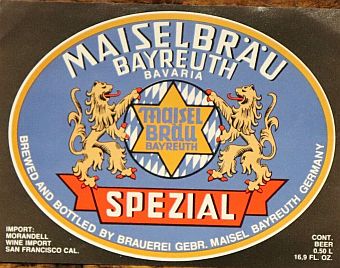 MAISELBRÄU
BAYREUTH
BAVARIA
maisel
BRÄU
BAYREUTH
SPEZIAL
BREWED AND BOTTLED BY BRAUEREI GEBR. MAISEL BAYREUTH GERMANY
IMPORT:
MORANDELL
WINE IMPORT
SAN FRANCISCO CAL.
CONT.
BEER
0.50 L
16,9 FL. OZ.